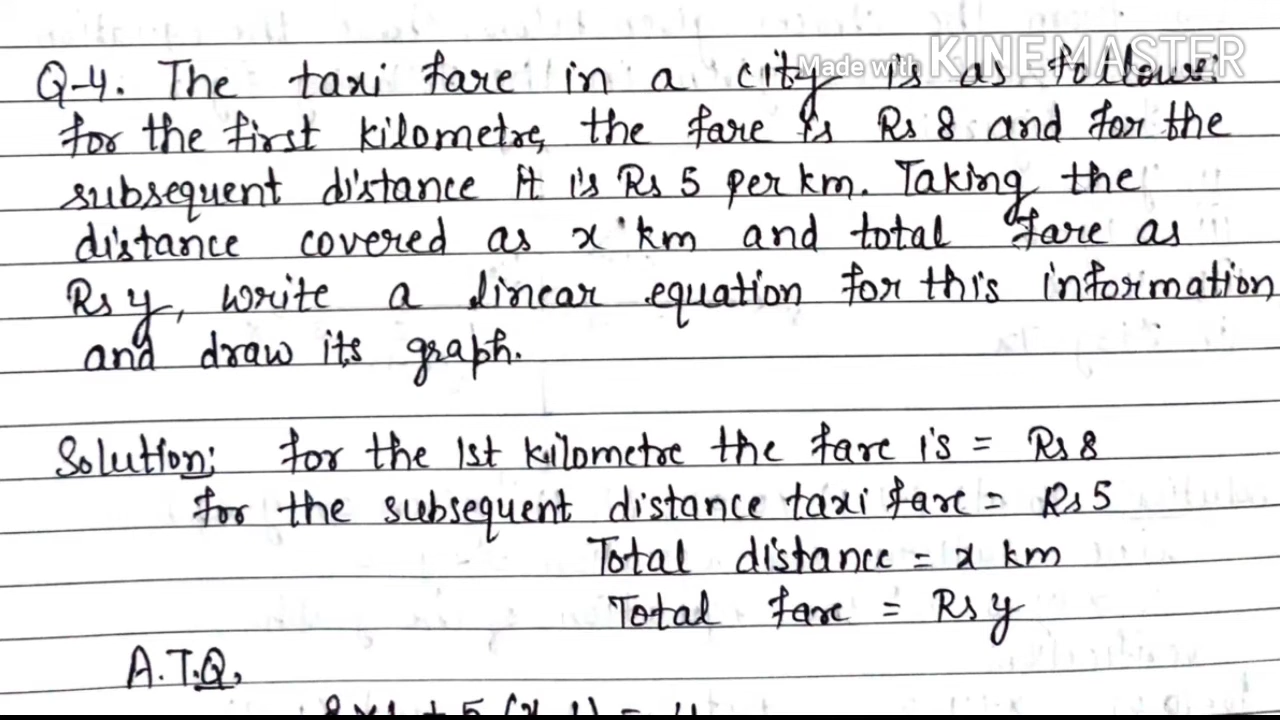 Made with KINEMASTER
Q-4. The taxi fare in a city is as follows:
for the first kilometre, the fare is Rs 8 and for the
subsequent distance it is Rs 5 per km. Taking the
distance covered as x km and total fare as
Rs y, write a linear equation for this information
and draw its graph.
Solution: for the 1st kilometre the fare is = Rs 8
for the subsequent distance taxi fare = Rs 5
Total distance = x km
Total fare = Rs y
A.T.Q,
8x1 + 5 (x-1) = y